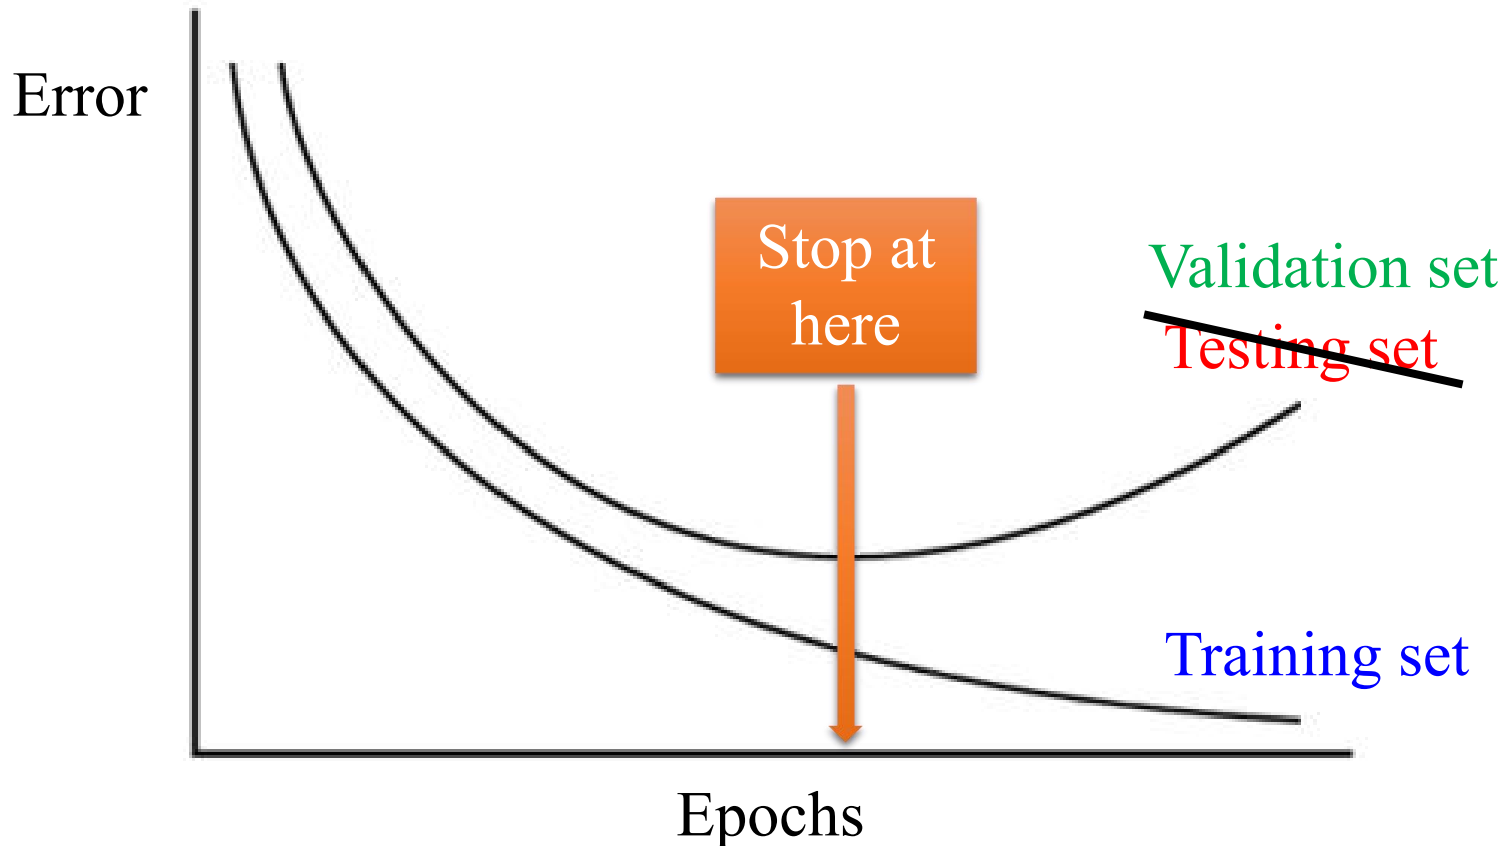 Error
Stop at
here
Validation set
Testing set
Training set
Epochs